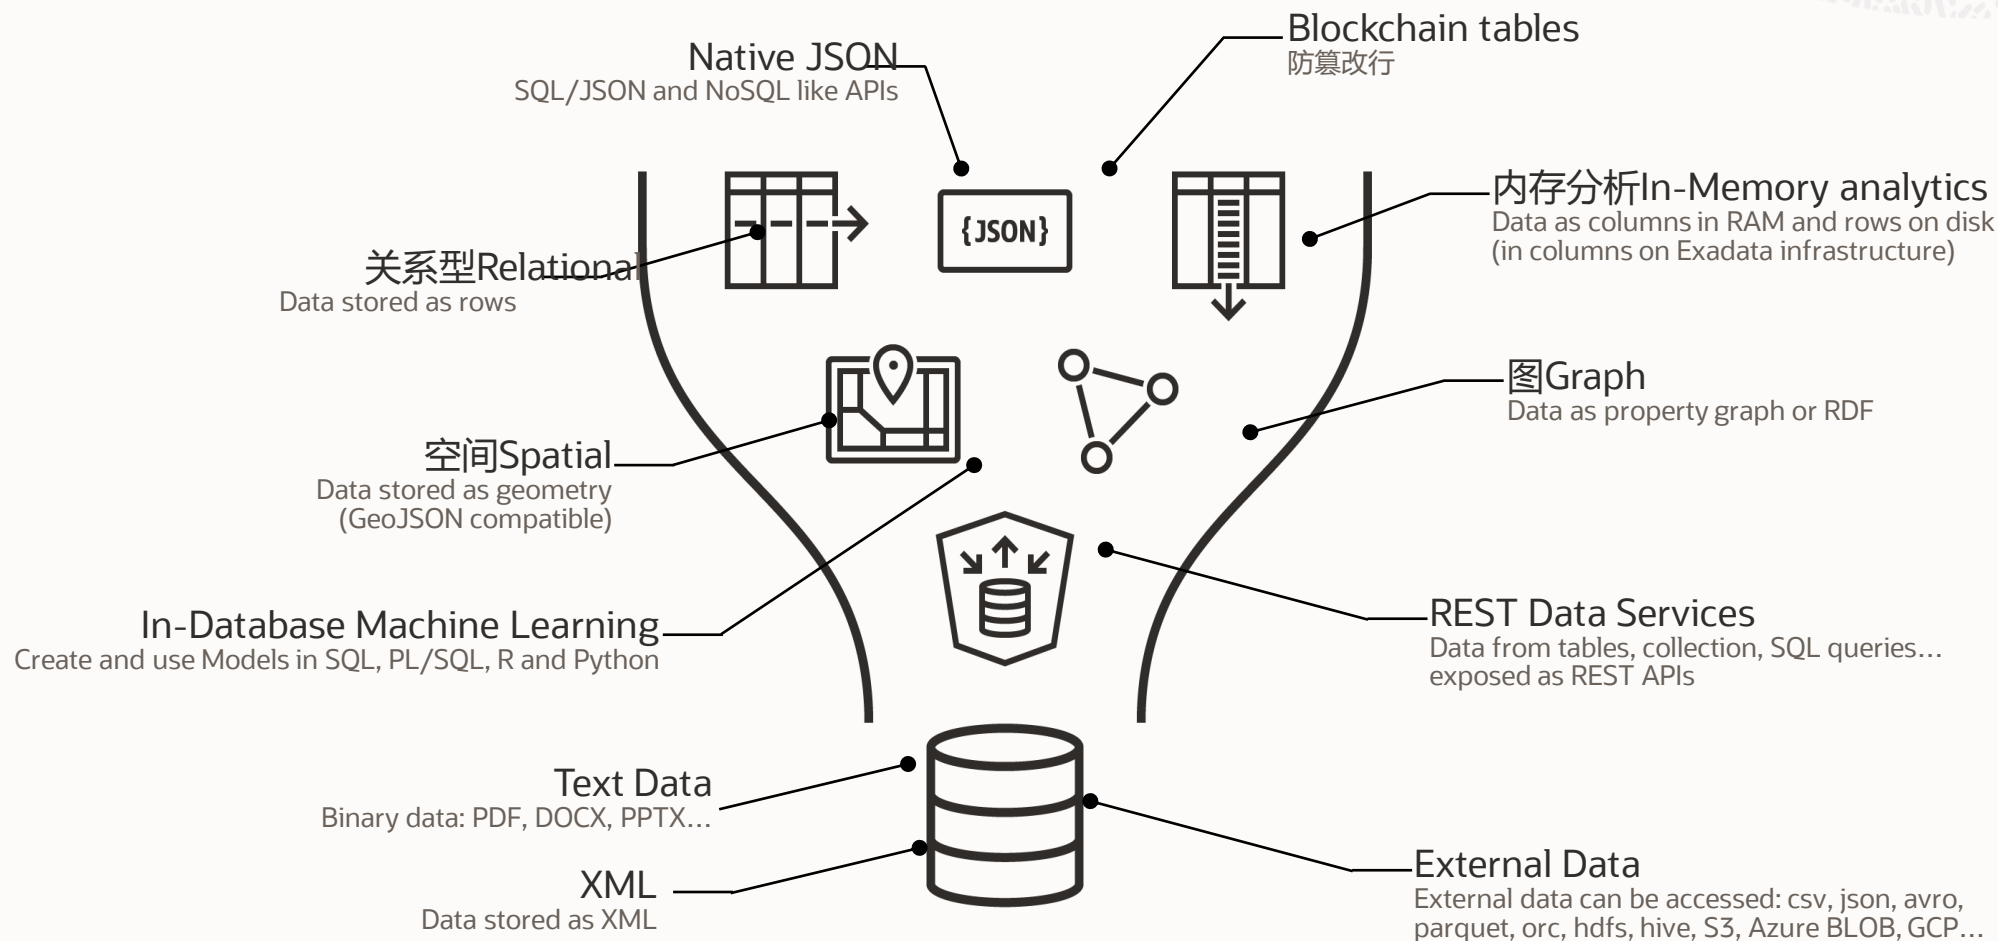 Native JSON
SQL/JSON and NoSQL like APIs
Blockchain tables
防篡改行
{JSON}
内存分析In-Memory analytics
Data as columns in RAM and rows on disk
(in columns on Exadata infrastructure)
关系型Relational
Data stored as rows
图Graph
Data as property graph or RDF
空间Spatial
Data stored as geometry
(GeoJSON compatible)
In-Database Machine Learning
Create and use Models in SQL, PL/SQL, R and Python
REST Data Services
Data from tables, collection, SQL queries...
exposed as REST APIs
Text Data
Binary data: PDF, DOCX, PPTX...
XML
Data stored as XML
External Data
External data can be accessed: csv, json, avro,
parquet, orc, hdfs, hive, S3, Azure BLOB, GCP...